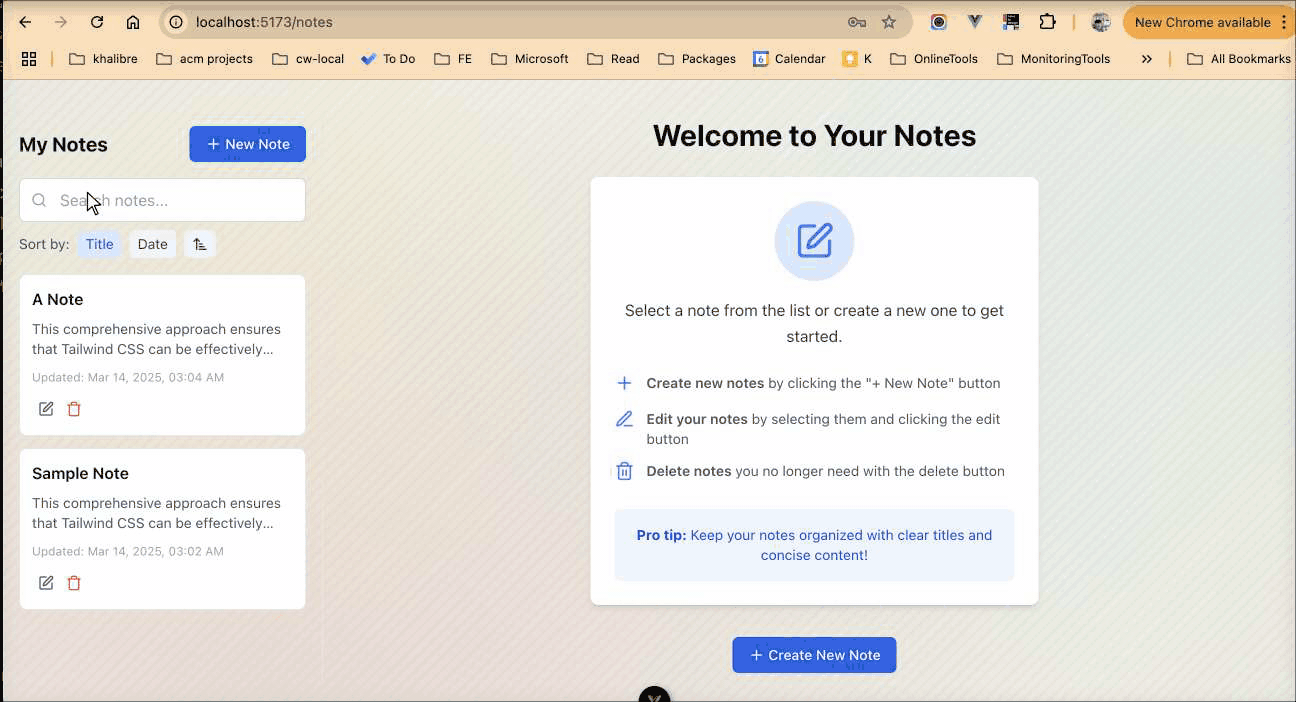 localhost:5173/notes
New Chrome available
khalibre
acm projects
cw-local
To Do
FE
Microsoft
Read
Packages
6
Calendar
K
OnlineTools
MonitoringTools
»
All Bookmarks
My Notes
+ New Note
Search notes...
Sort by: Title Date
A Note
This comprehensive approach ensures
that Tailwind CSS can be effectively...
Updated: Mar 14, 2025, 03:04 AM
Sample Note
This comprehensive approach ensures
that Tailwind CSS can be effectively...
Updated: Mar 14, 2025, 03:02 AM
Welcome to Your Notes
Select a note from the list or create a new one to get
started.
Create new notes by clicking the "+ New Note" button
Edit your notes by selecting them and clicking the edit
button
Delete notes you no longer need with the delete button
Pro tip: Keep your notes organized with clear titles and
concise content!
+ Create New Note